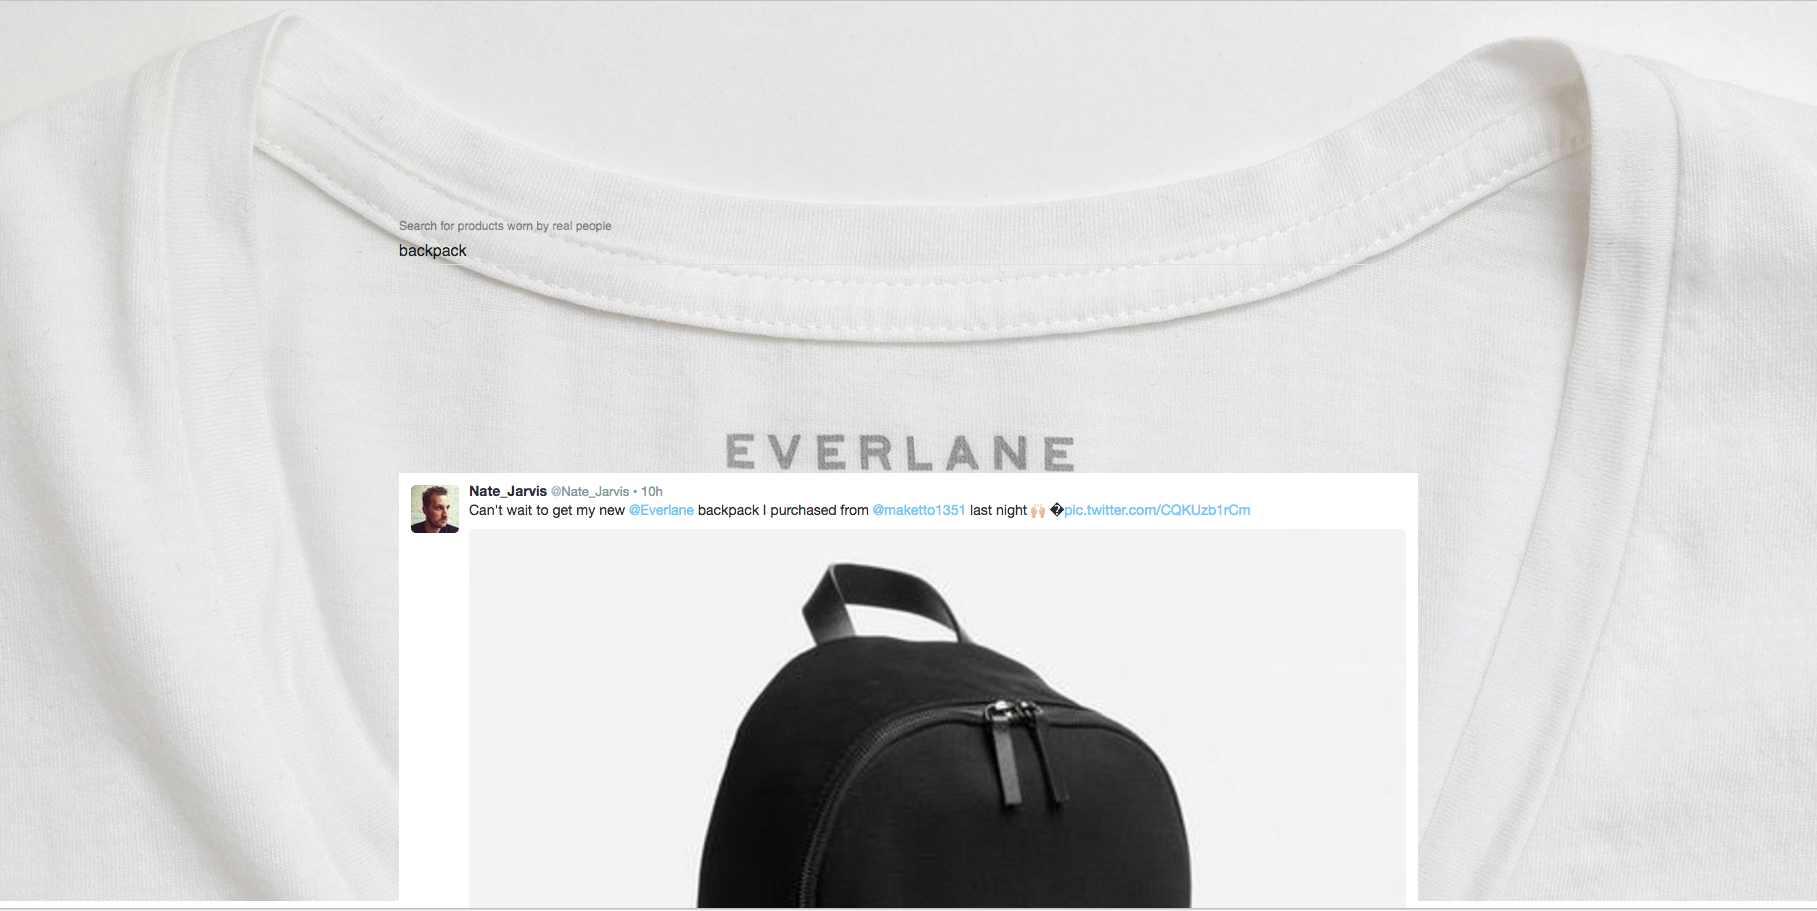 Search for products worn by real people
backpack
EVERLANE
Nate_Jarvis @Nate_Jarvis • 10h
Can't wait to get my new @Everlane backpack I purchased from @maketto1351 last night 🙌🏻 �pic.twitter.com/CQKUzb1rCm